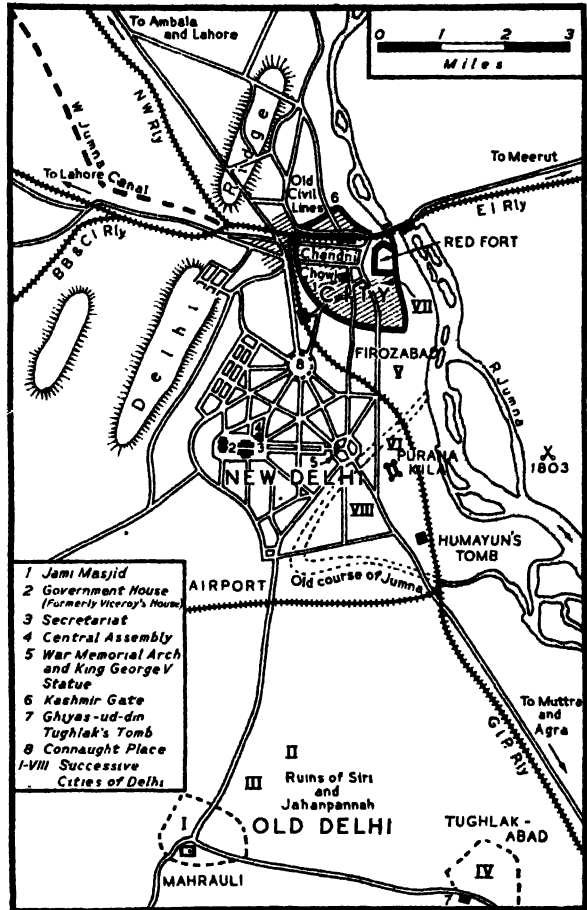 To Ambala
and Lahore
0 1 2 3
Miles
N W Rly
W Jumna Canal
Ridge
To Lahore
BB & CI Rly
Old
Civil
Lines
6
To Meerut
E I Rly
RED FORT
Chandni
Chowk
CITY
VII
Delhi
FIROZABAD
V
8
R Jumna
4
2 3
5
VI
PURANA
KILA
1803
NEW DELHI
VIII
HUMAYUN'S
TOMB
AIRPORT
Old course of Jumna
1 Jami Masjid
2 Government House
(Formerly Viceroy's House)
3 Secretariat
4 Central Assembly
5 War Memorial Arch
and King George V
Statue
6 Kashmir Gate
7 Ghiyas-ud-din
Tughlak's Tomb
8 Connaught Place
I-VIII Successive
Cities of Delhi
To Muttra
and
Agra
G I P. Rly
II
III
Ruins of Siri
and
Jahanpannah
I
OLD DELHI
MAHRAULI
TUGHLAK-
ABAD
IV
7